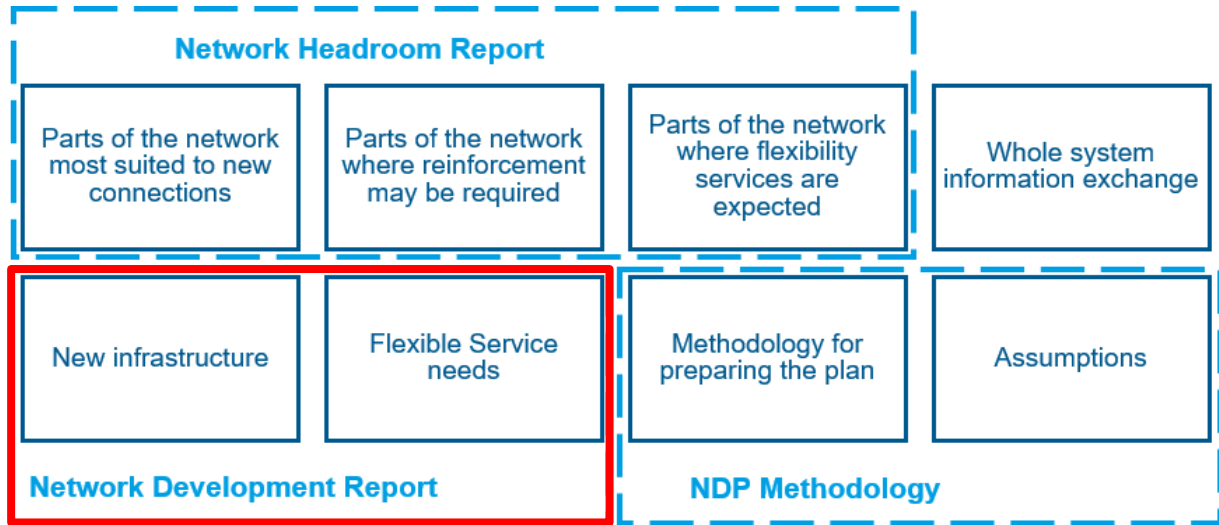 Network Headroom Report
Parts of the network
most suited to new
connections
Parts of the network
where reinforcement
may be required
Parts of the network
where flexibility
services are
expected
Whole system
information exchange
New infrastructure
Flexible Service
needs
Methodology for
preparing the plan
Assumptions
Network Development Report
NDP Methodology